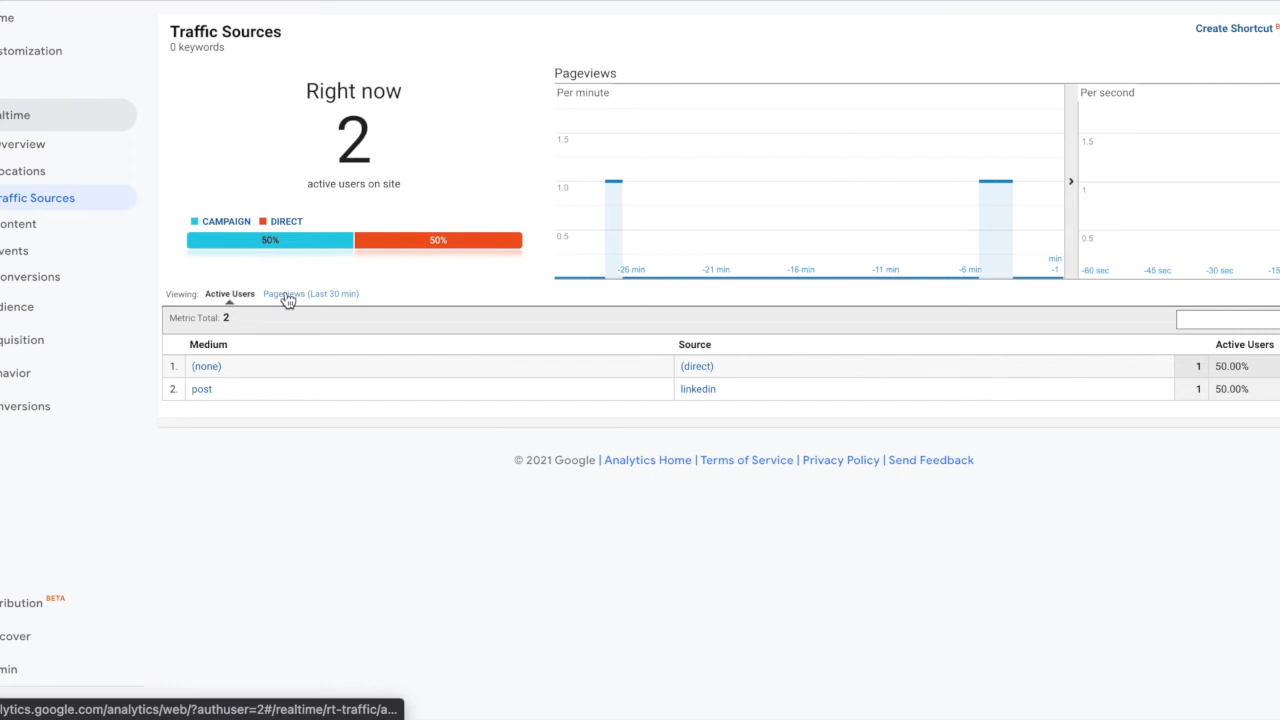 me
stomization
altime
verview
ocations
raffic Sources
ontent
vents
onversions
dience
quisition
havior
nversions
ribution BETA
cover
min
Traffic Sources
0 keywords
Create Shortcut
Right now
2
active users on site
CAMPAIGN DIRECT
50% 50%
Pageviews
Per minute
1.5
1.0
0.5
-26 min -21 min -16 min -11 min -6 min min -1
Per second
1.5
1
0.5
-60 sec -45 sec -30 sec -15
Viewing: Active Users Pageviews (Last 30 min)
Metric Total: 2
Medium Source Active Users
1. (none) (direct) 1 50.00%
2. post linkedin 1 50.00%
© 2021 Google | Analytics Home | Terms of Service | Privacy Policy | Send Feedback
lytics.google.com/analytics/web/?authuser=2#/realtime/rt-traffic/a...